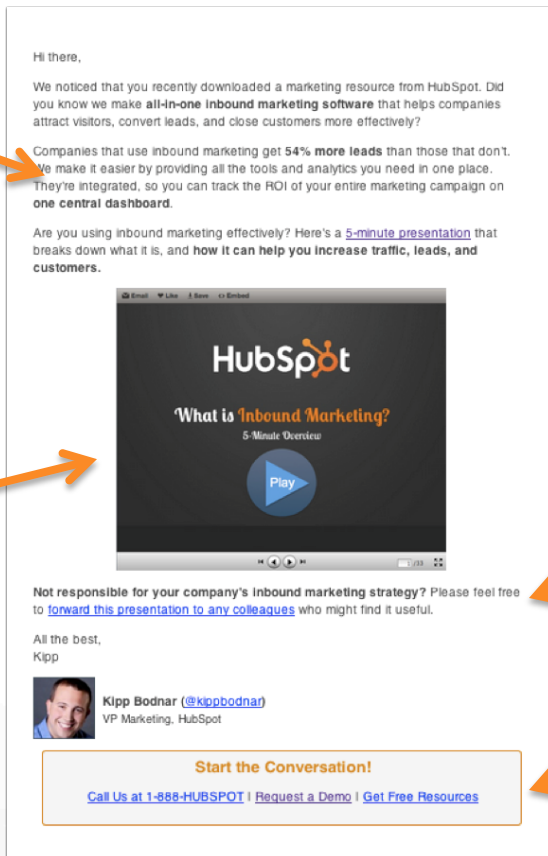 Hi there,
We noticed that you recently downloaded a marketing resource from HubSpot. Did
you know we make all-in-one inbound marketing software that helps companies
attract visitors, convert leads, and close customers more effectively?
Companies that use inbound marketing get 54% more leads than those that don't.
We make it easier by providing all the tools and analytics you need in one place.
They're integrated, so you can track the ROI of your entire marketing campaign on
one central dashboard.
Are you using inbound marketing effectively? Here's a 5-minute presentation that
breaks down what it is, and how it can help you increase traffic, leads, and
customers.
Email Like Save Embed
HubSpot
What is Inbound Marketing?
5-Minute Overview
Play
Not responsible for your company's inbound marketing strategy? Please feel free
to forward this presentation to any colleagues who might find it useful.
All the best,
Kipp
Kipp Bodnar (@kippbodnar)
VP Marketing, HubSpot
Start the Conversation!
Call Us at 1-888-HUBSPOT | Request a Demo | Get Free Resources